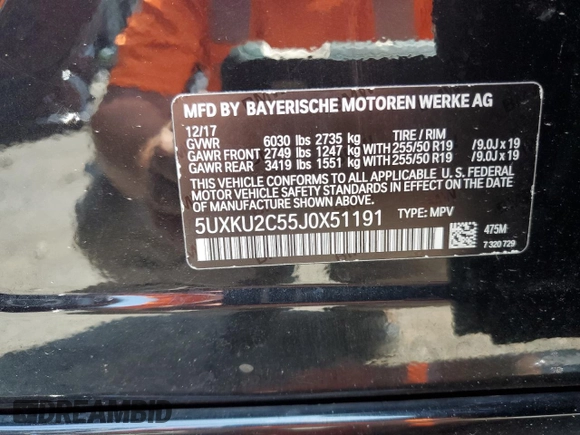 MFD BY BAYERISCHE MOTOREN WERKE AG
12/17
GVWR 6030 lbs 2735 kg TIRE / RIM
GAWR FRONT 2749 lbs 1247 kg WITH 255/50 R19 /9.0J x 19
GAWR REAR 3419 lbs 1551 kg WITH 255/50 R19 /9.0J x 19
THIS VEHICLE CONFORMS TO ALL APPLICABLE U.S. FEDERAL
MOTOR VEHICLE SAFETY STANDARDS IN EFFECT ON THE DATE OF
MANUFACTURE SHOWN ABOVE.
5UXKU2C55J0X51191 TYPE: MPV
475M
7 320 729
DREAMBID